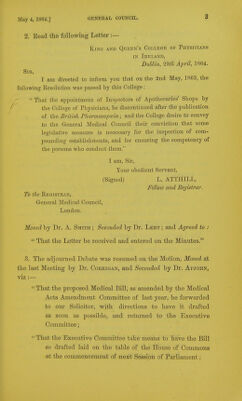 May 4, 1864.] GENERAL COUNCIL. 3
2. Read the following Letter :—
KING AND QUEEN'S COLLEGE OF PHYSICIANS
IN IRELAND,
Dublin, 29th April, 1864.
SIR,
I am directed to inform you that on the 2nd May, 1863, the
following Resolution was passed by this College:
"That the appointment of Inspectors of Apothecaries' Shops by
the College of Physicians, be discontinued after the publication
of the British Pharmacopœia; and the College desire to convey
to the General Medical Council their conviction that some
legislative measure is necessary for the inspection of com-
pounding establishments, and for ensuring the competency of
the persons who conduct them."
I am, Sir,
Your obedient Servant,
(Signed) L. ATTHILL,
Fellow and Registrar.
To the REGISTRAR,
General Medical Council,
London.
Moved by Dr. A. SMITH; Seconded by Dr. LEET; and Agreed to :
"That the Letter be received and entered on the Minutes."
3. The adjourned Debate was resumed on the Motion, Moved at
the last Meeting by Dr. CORRIGAN, and Seconded by Dr. APJOHN,
viz :—
"That the proposed Medical Bill, as amended by the Medical
Acts Amendment Committee of last year, be forwarded
to our Solicitor, with directions to have it drafted
as soon as possible, and returned to the Executive
Committee;
"That the Executive Committee take means to have the Bill
so drafted laid on the table of the House of Commons
at the commencement of next Session of Parliament;